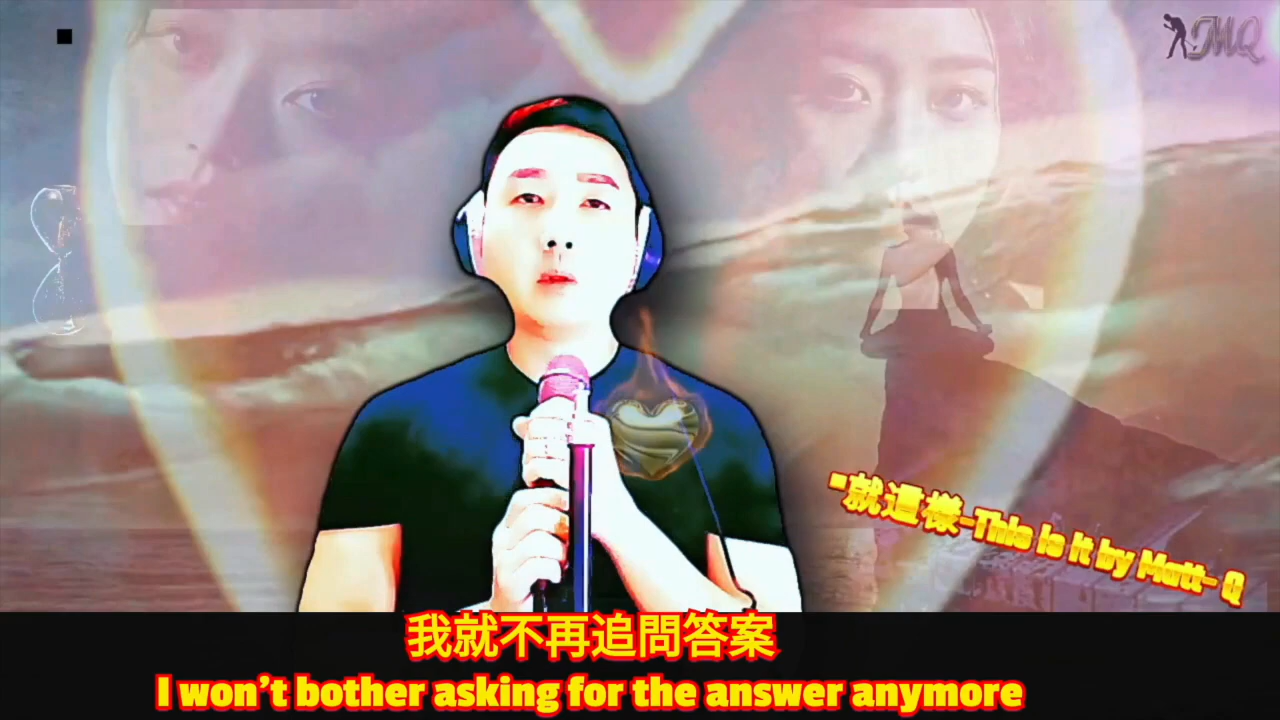 MQ
"就這樣-This is it by Matt- Q
我就不再追問答案
I won't bother asking for the answer anymore